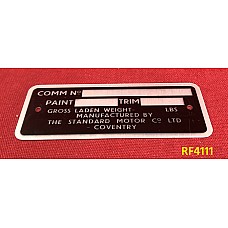 COMM Nº
PAINT TRIM
GROSS LADEN WEIGHT- LBS
MANUFACTURED BY
THE STANDARD MOTOR Cº LTD
- COVENTRY -
RF4111